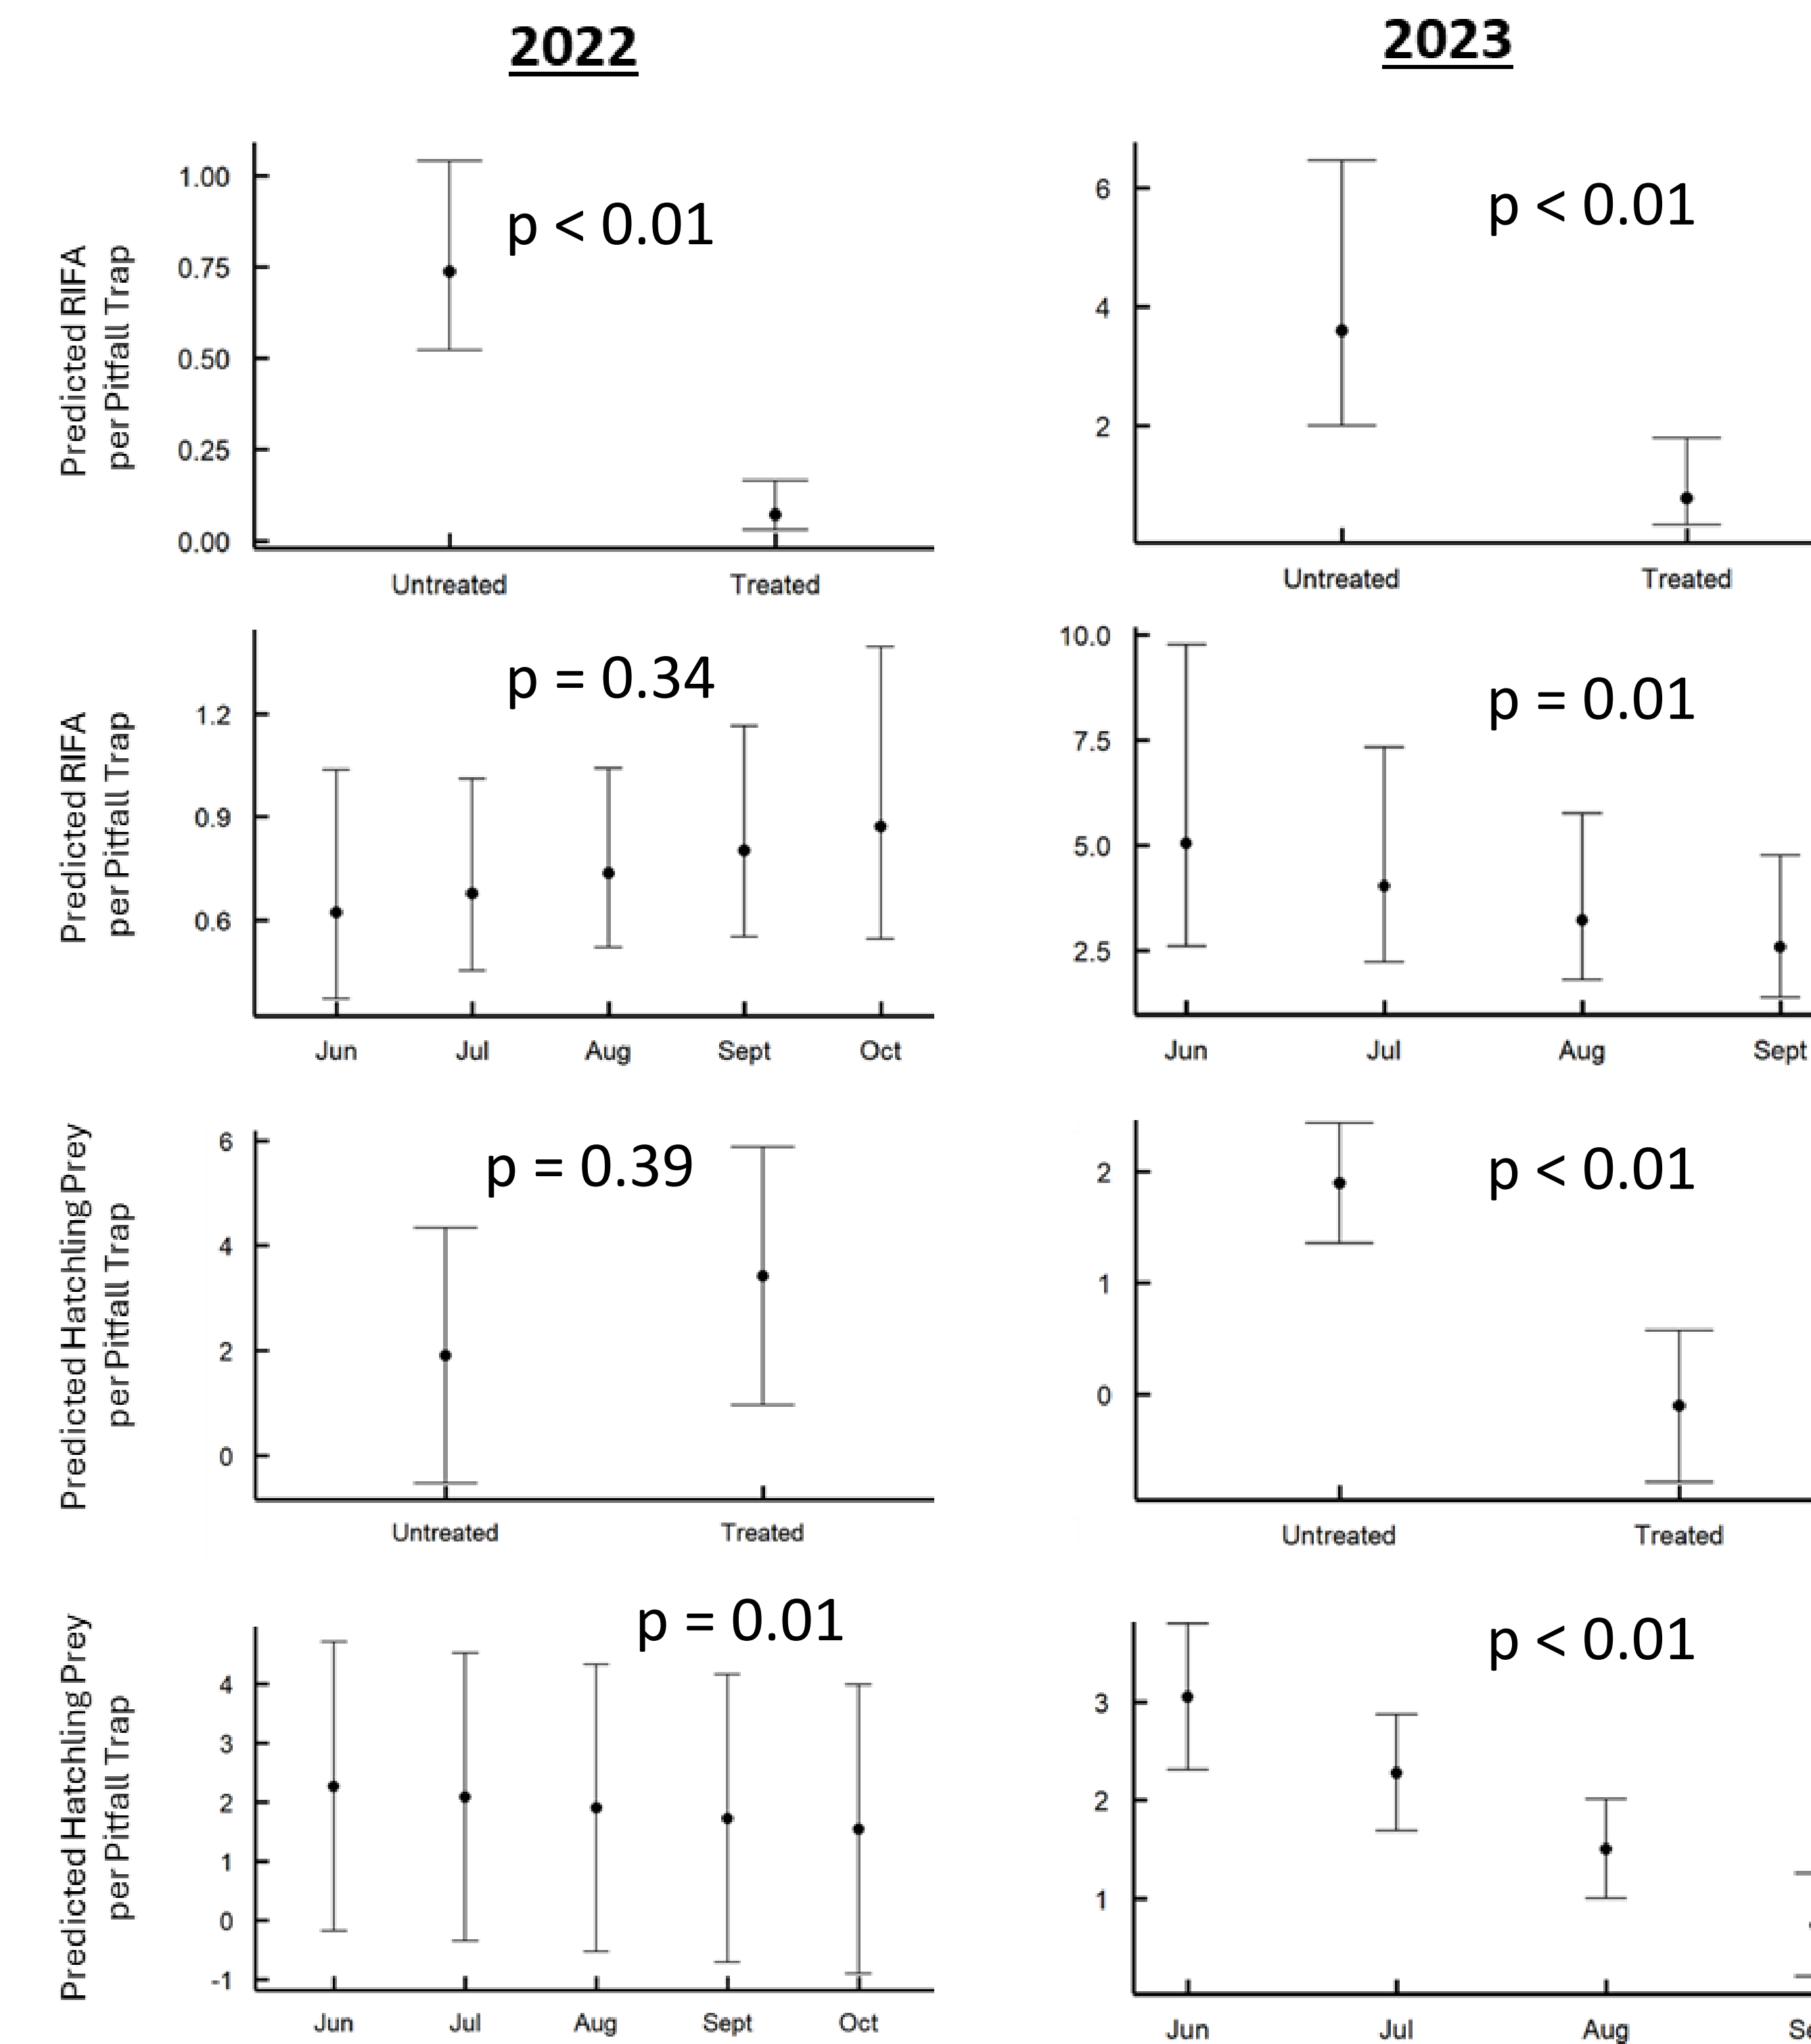 2022
2023
Predicted RIFA
per Pitfall Trap
1.00
0.75
0.50
0.25
0.00
p < 0.01
Untreated Treated
6
4
2
p < 0.01
Untreated Treated
Predicted RIFA
per Pitfall Trap
1.2
0.9
0.6
p = 0.34
Jun Jul Aug Sept Oct
10.0
7.5
5.0
2.5
p = 0.01
Jun Jul Aug Sept
Predicted Hatchling Prey
per Pitfall Trap
6
4
2
0
p = 0.39
Untreated Treated
2
1
0
p < 0.01
Untreated Treated
Predicted Hatchling Prey
per Pitfall Trap
4
3
2
1
0
-1
p = 0.01
Jun Jul Aug Sept Oct
3
2
1
p < 0.01
Jun Jul Aug